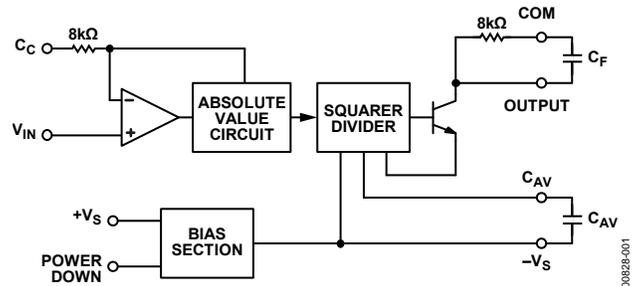 8kΩ
COM
C_C
8kΩ
C_F
ABSOLUTE
VALUE
CIRCUIT
SQUARER
DIVIDER
OUTPUT
–
+
V_IN
C_AV
C_AV
+V_S
BIAS
SECTION
POWER
DOWN
–V_S
00828-001